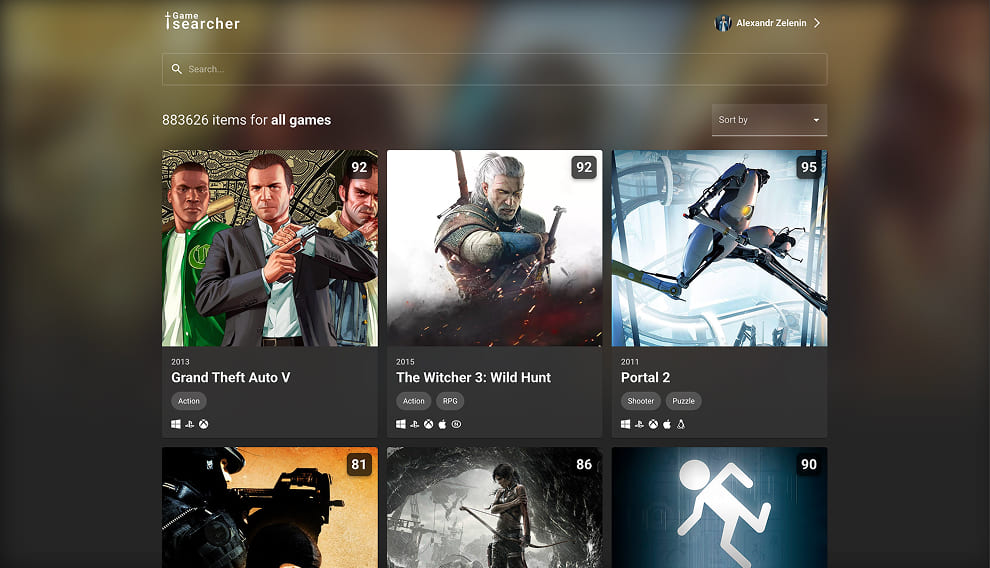 Game
searcher
Alexandr Zelenin
Search...
883626 items for all games
Sort by
92
92
95
2013
Grand Theft Auto V
Action
2015
The Witcher 3: Wild Hunt
Action RPG
2011
Portal 2
Shooter Puzzle
81
86
90